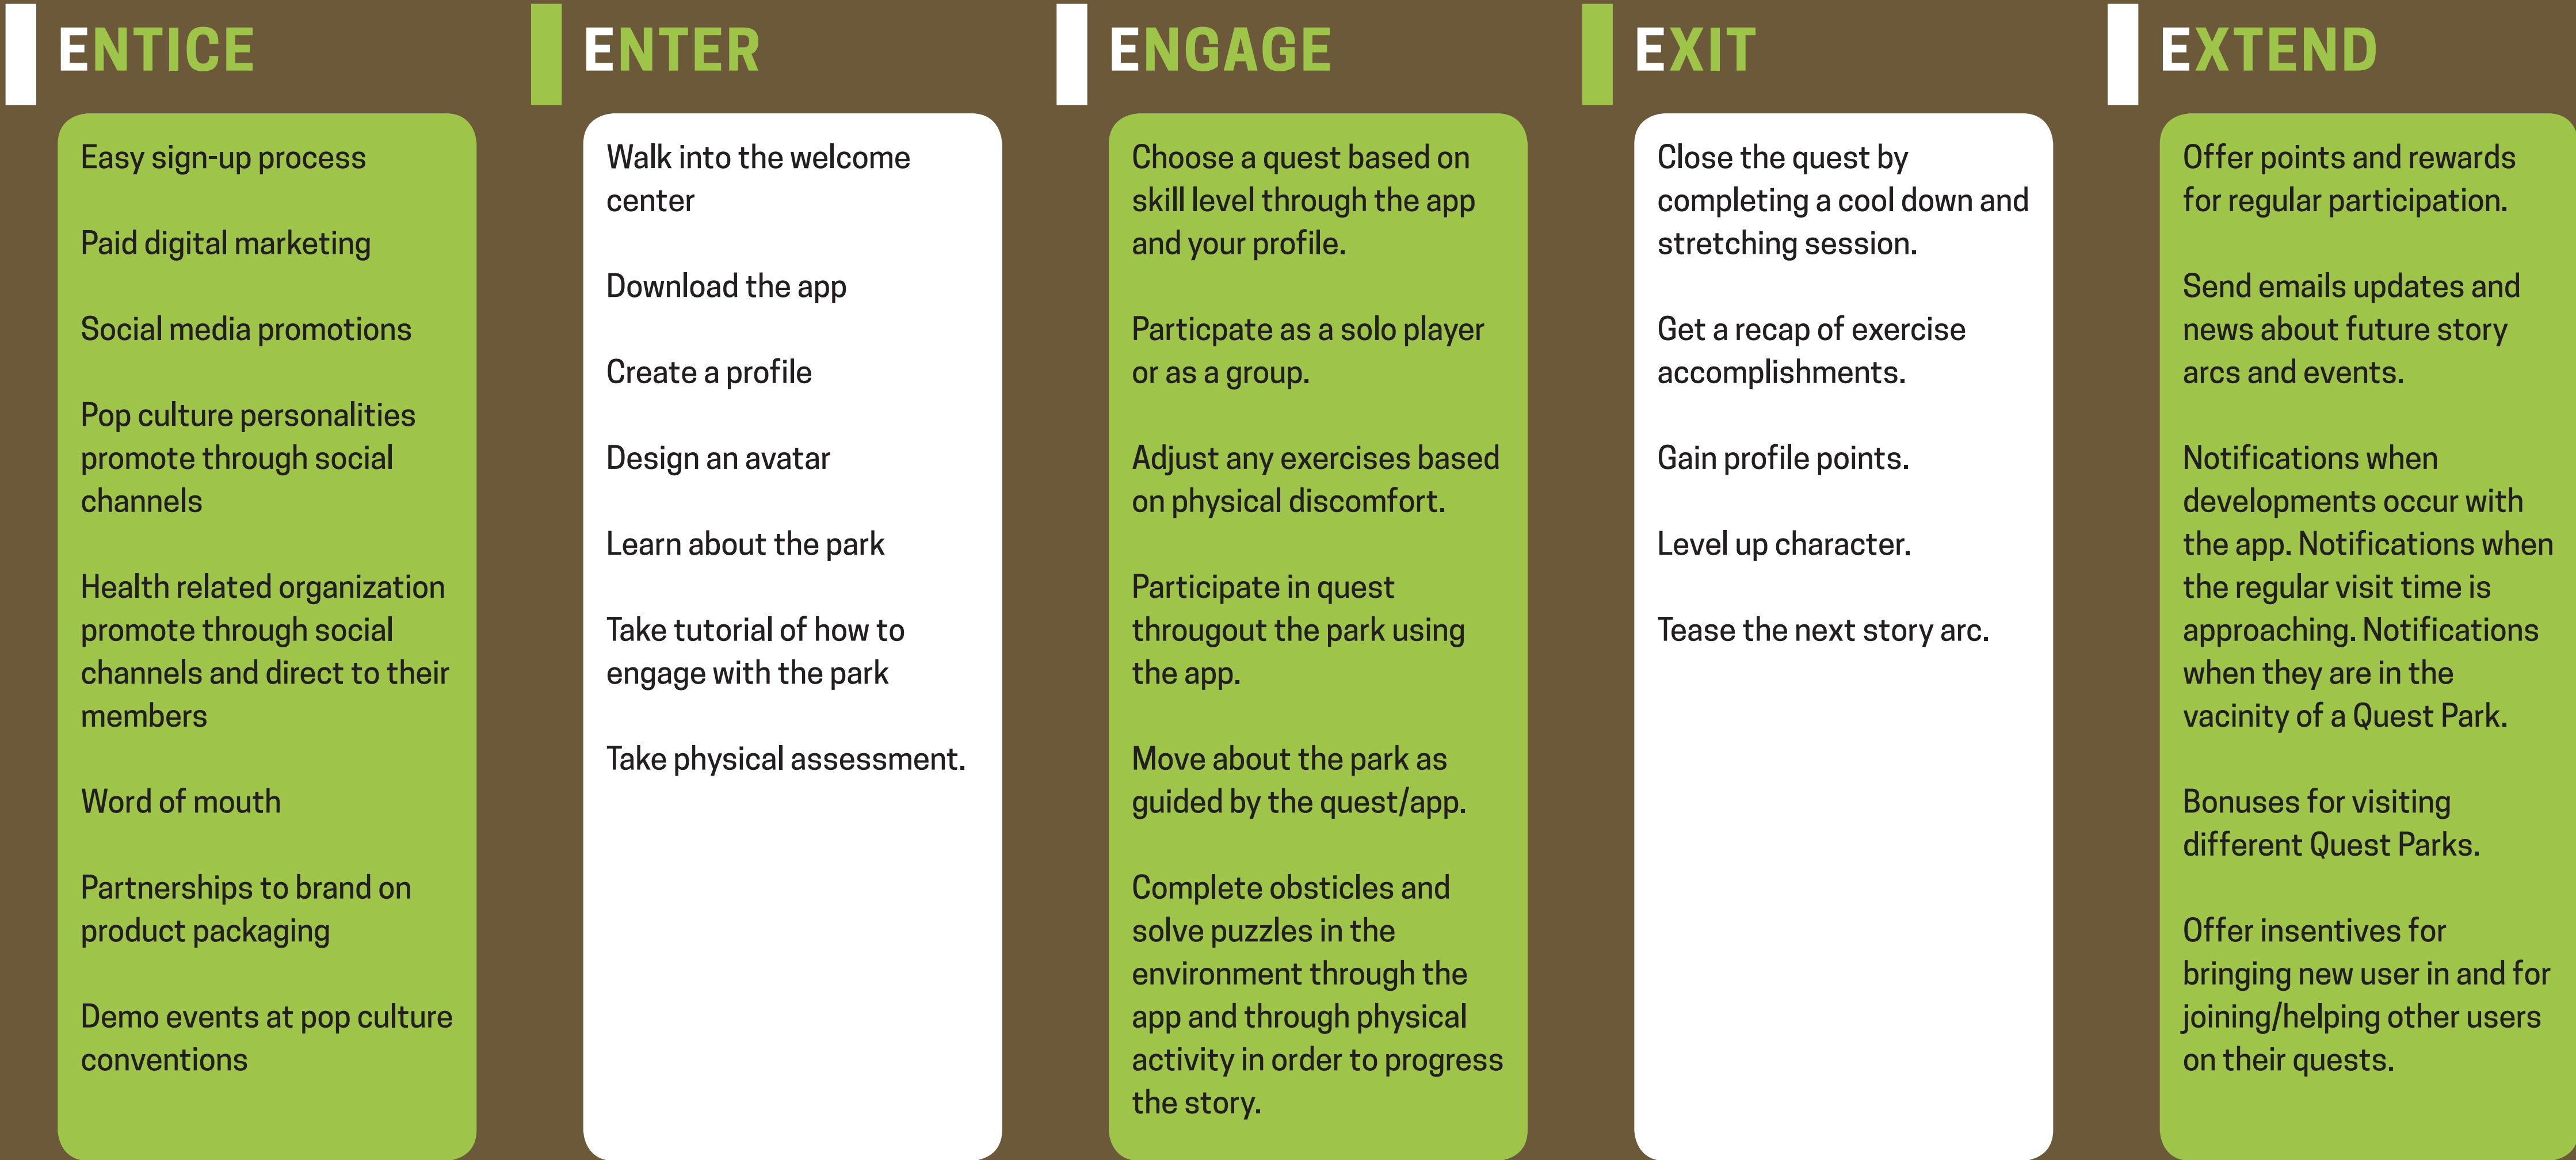 ENTICE
Easy sign-up process
Paid digital marketing
Social media promotions
Pop culture personalities
promote through social
channels
Health related organization
promote through social
channels and direct to their
members
Word of mouth
Partnerships to brand on
product packaging
Demo events at pop culture
conventions
ENTER
Walk into the welcome
center
Download the app
Create a profile
Design an avatar
Learn about the park
Take tutorial of how to
engage with the park
Take physical assessment.
ENGAGE
Choose a quest based on
skill level through the app
and your profile.
Particpate as a solo player
or as a group.
Adjust any exercises based
on physical discomfort.
Participate in quest
througout the park using
the app.
Move about the park as
guided by the quest/app.
Complete obsticles and
solve puzzles in the
environment through the
app and through physical
activity in order to progress
the story.
EXIT
Close the quest by
completing a cool down and
stretching session.
Get a recap of exercise
accomplishments.
Gain profile points.
Level up character.
Tease the next story arc.
EXTEND
Offer points and rewards
for regular participation.
Send emails updates and
news about future story
arcs and events.
Notifications when
developments occur with
the app. Notifications when
the regular visit time is
approaching. Notifications
when they are in the
vacinity of a Quest Park.
Bonuses for visiting
different Quest Parks.
Offer insentives for
bringing new user in and for
joining/helping other users
on their quests.